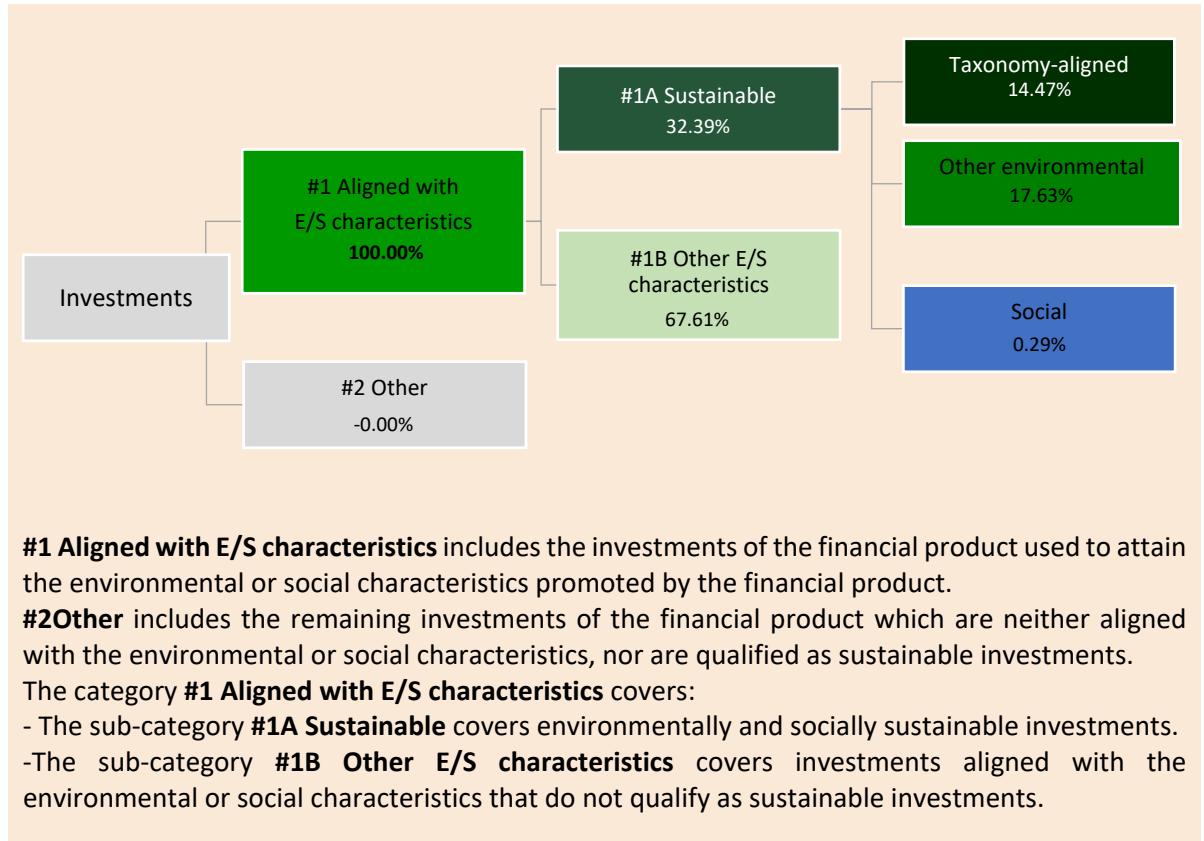 Investments
#1 Aligned with
E/S characteristics
100.00%
#2 Other
-0.00%
#1A Sustainable
32.39%
#1B Other E/S
characteristics
67.61%
Taxonomy-aligned
14.47%
Other environmental
17.63%
Social
0.29%
#1 Aligned with E/S characteristics includes the investments of the financial product used to attain
the environmental or social characteristics promoted by the financial product.
#2Other includes the remaining investments of the financial product which are neither aligned
with the environmental or social characteristics, nor are qualified as sustainable investments.
The category #1 Aligned with E/S characteristics covers:
- The sub-category #1A Sustainable covers environmentally and socially sustainable investments.
-The sub-category #1B Other E/S characteristics covers investments aligned with the
environmental or social characteristics that do not qualify as sustainable investments.